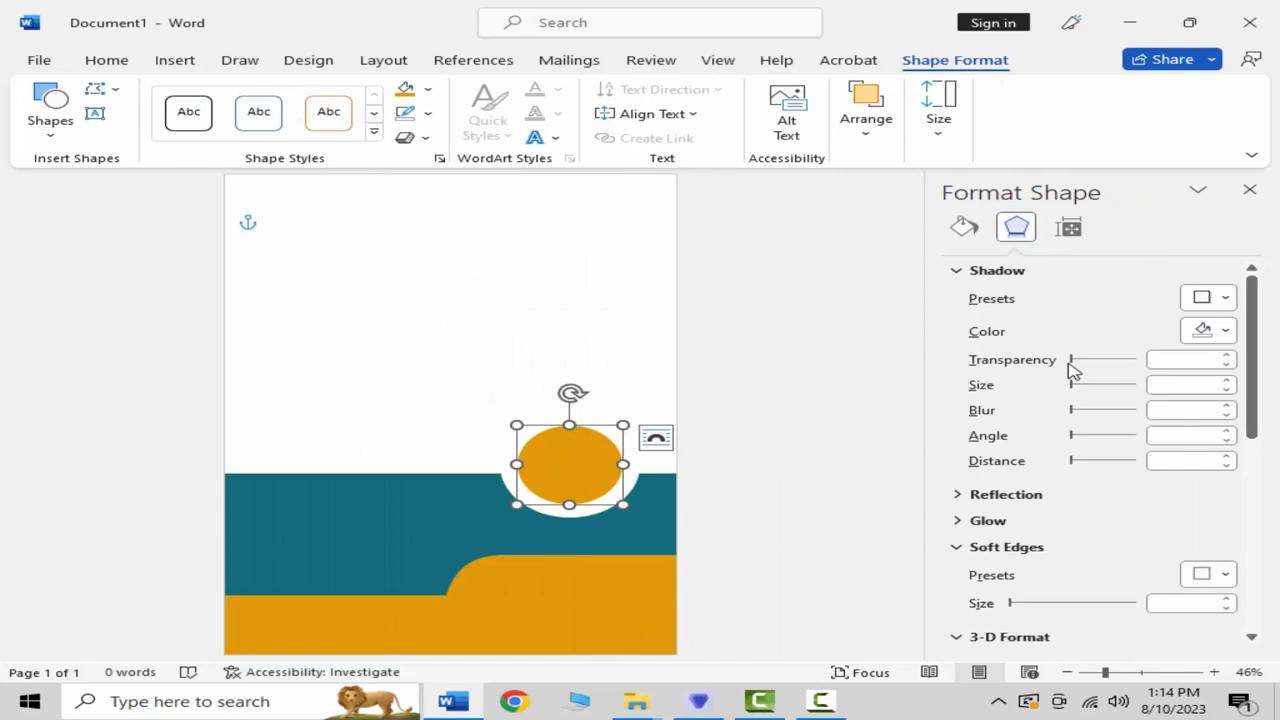 Document1 - Word
Search
Sign in
File Home Insert Draw Design Layout References Mailings Review View Help Acrobat Shape Format Share
Shapes
Abc Abc Abc
Quick Styles
Text Direction
Align Text
Create Link
Alt Text
Arrange
Size
Insert Shapes Shape Styles WordArt Styles Text Accessibility
Format Shape
Shadow
Presets
Color
Transparency
Size
Blur
Angle
Distance
Reflection
Glow
Soft Edges
Presets
Size
3-D Format
Page 1 of 1 0 words Accessibility: Investigate Focus 46%
Type here to search
1:14 PM
8/10/2023
1